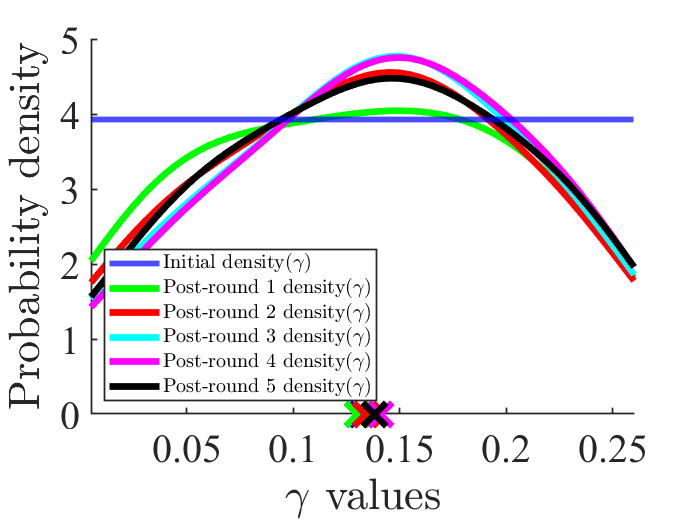 Probability density
5
4
3
2
1
0
Initial density(γ)
Post-round 1 density(γ)
Post-round 2 density(γ)
Post-round 3 density(γ)
Post-round 4 density(γ)
Post-round 5 density(γ)
0.05 0.1 0.15 0.2 0.25
γ values